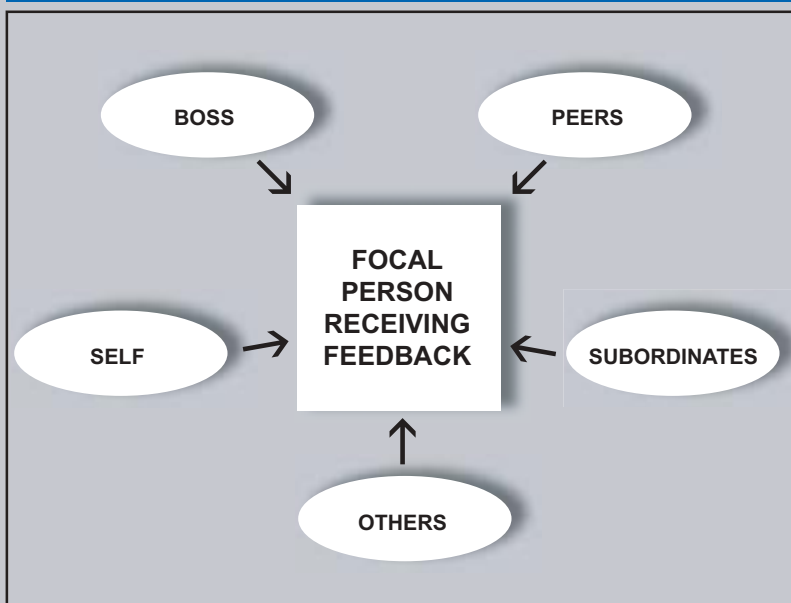 BOSS
PEERS
FOCAL
PERSON
RECEIVING
FEEDBACK
SELF
SUBORDINATES
OTHERS